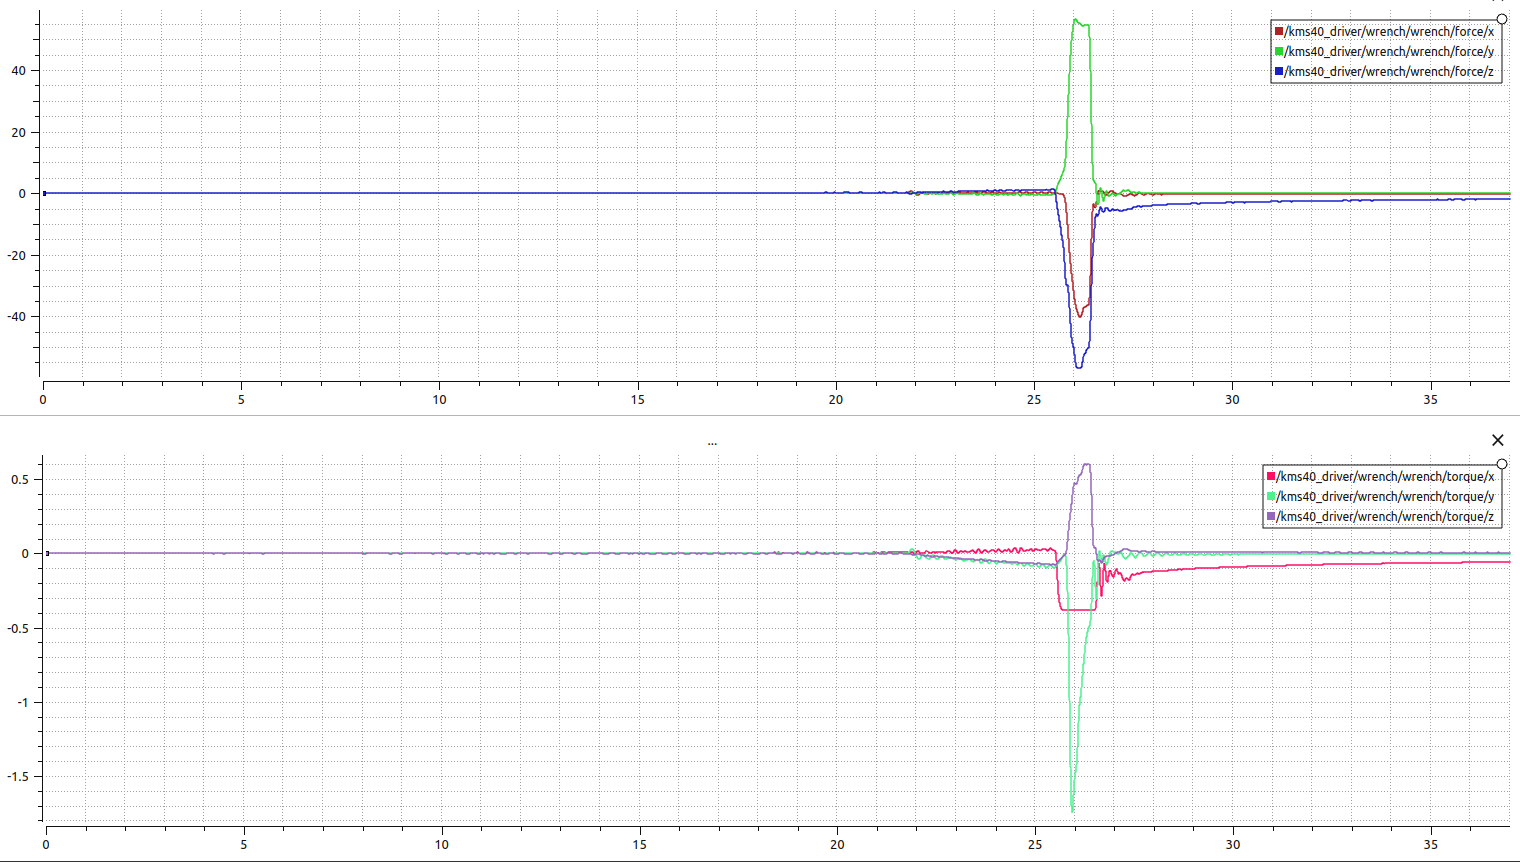 /kms40_driver/wrench/wrench/force/x
/kms40_driver/wrench/wrench/force/y
/kms40_driver/wrench/wrench/force/z
40
20
0
-20
-40
0 5 10 15 20 25 30 35
...
/kms40_driver/wrench/wrench/torque/x
/kms40_driver/wrench/wrench/torque/y
/kms40_driver/wrench/wrench/torque/z
0.5
0
-0.5
-1
-1.5
0 5 10 15 20 25 30 35